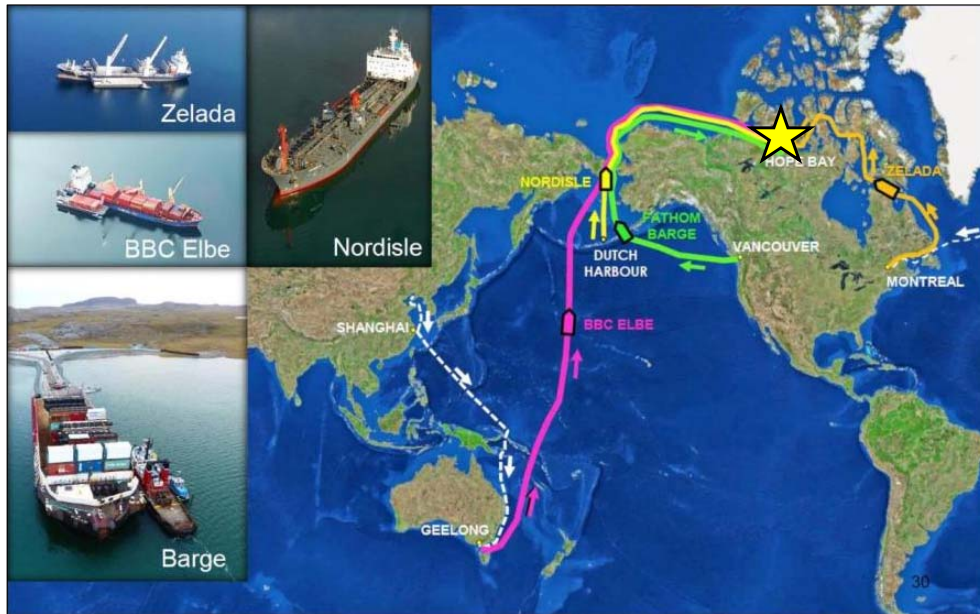 Zelada
BBC Elbe
Nordisle
Barge
HOPE BAY
NORDISLE
ZELADA
FATHOM
BARGE
DUTCH
HARBOUR
VANCOUVER
MONTREAL
SHANGHAI
BBC ELBE
GEELONG
30